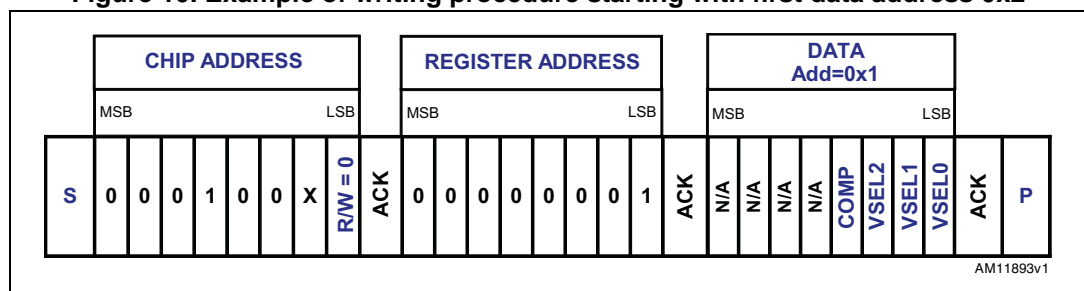 Figure 10. Example of writing procedure starting with first data address 0x2
CHIP ADDRESS REGISTER ADDRESS DATA
Add=0x1
MSB LSB MSB LSB MSB LSB
S 0 0 0 1 0 0 X R/W = 0 ACK 0 0 0 0 0 0 0 1 ACK N/A N/A N/A N/A COMP VSEL2 VSEL1 VSEL0 ACK P
AM11893v1